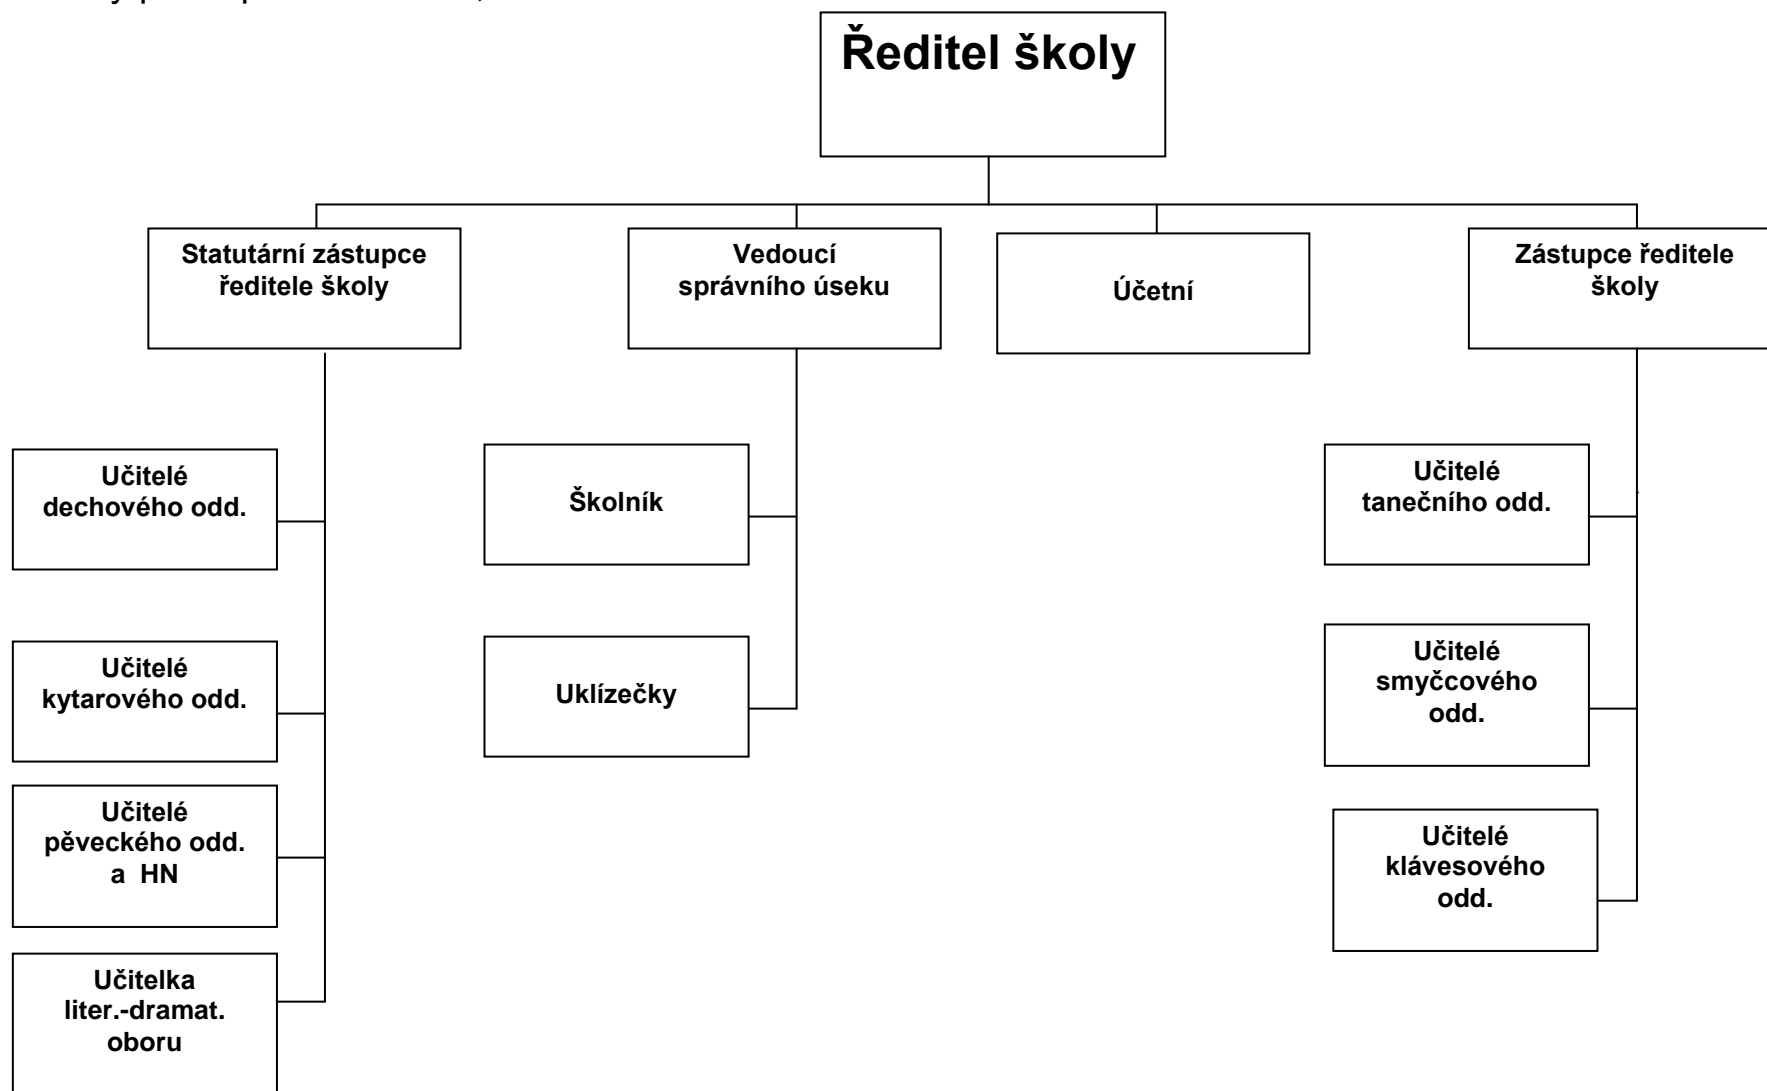 Ředitel školy
Statutární zástupce
ředitele školy
Vedoucí
správního úseku
Účetní
Zástupce ředitele
školy
Učitelé
dechového odd.
Učitelé
kytarového odd.
Učitelé
pěveckého odd.
a HN
Učitelka
liter.-dramat.
oboru
Školník
Uklízečky
Učitelé
tanečního odd.
Učitelé
smyčcového
odd.
Učitelé
klávesového
odd.